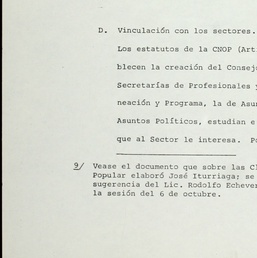 D. Vinculación con los sectores.
Los estatutos de la CNOP (Art
blecen la creación del Consej
Secretarías de Profesionales y
neación y Programa, la de Asun
Asuntos Políticos, estudian e
que al Sector le interesa. Po
9/ Vease el documento que sobre las C
Popular elaboró José Iturriaga; se
sugerencia del Lic. Rodolfo Echever
la sesión del 6 de octubre.